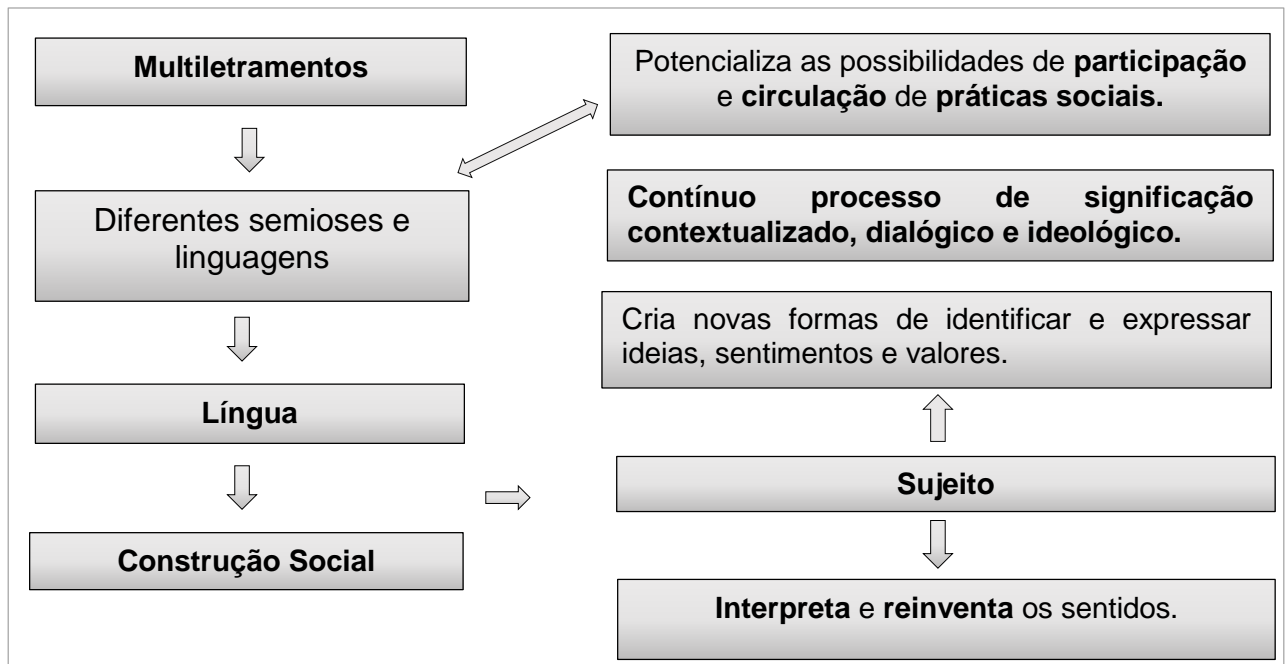 Multiletramentos
Diferentes semioses e
linguagens
Língua
Construção Social
Potencializa as possibilidades de participação
e circulação de práticas sociais.
Contínuo processo de significação
contextualizado, dialógico e ideológico.
Cria novas formas de identificar e expressar
ideias, sentimentos e valores.
Sujeito
Interpreta e reinventa os sentidos.